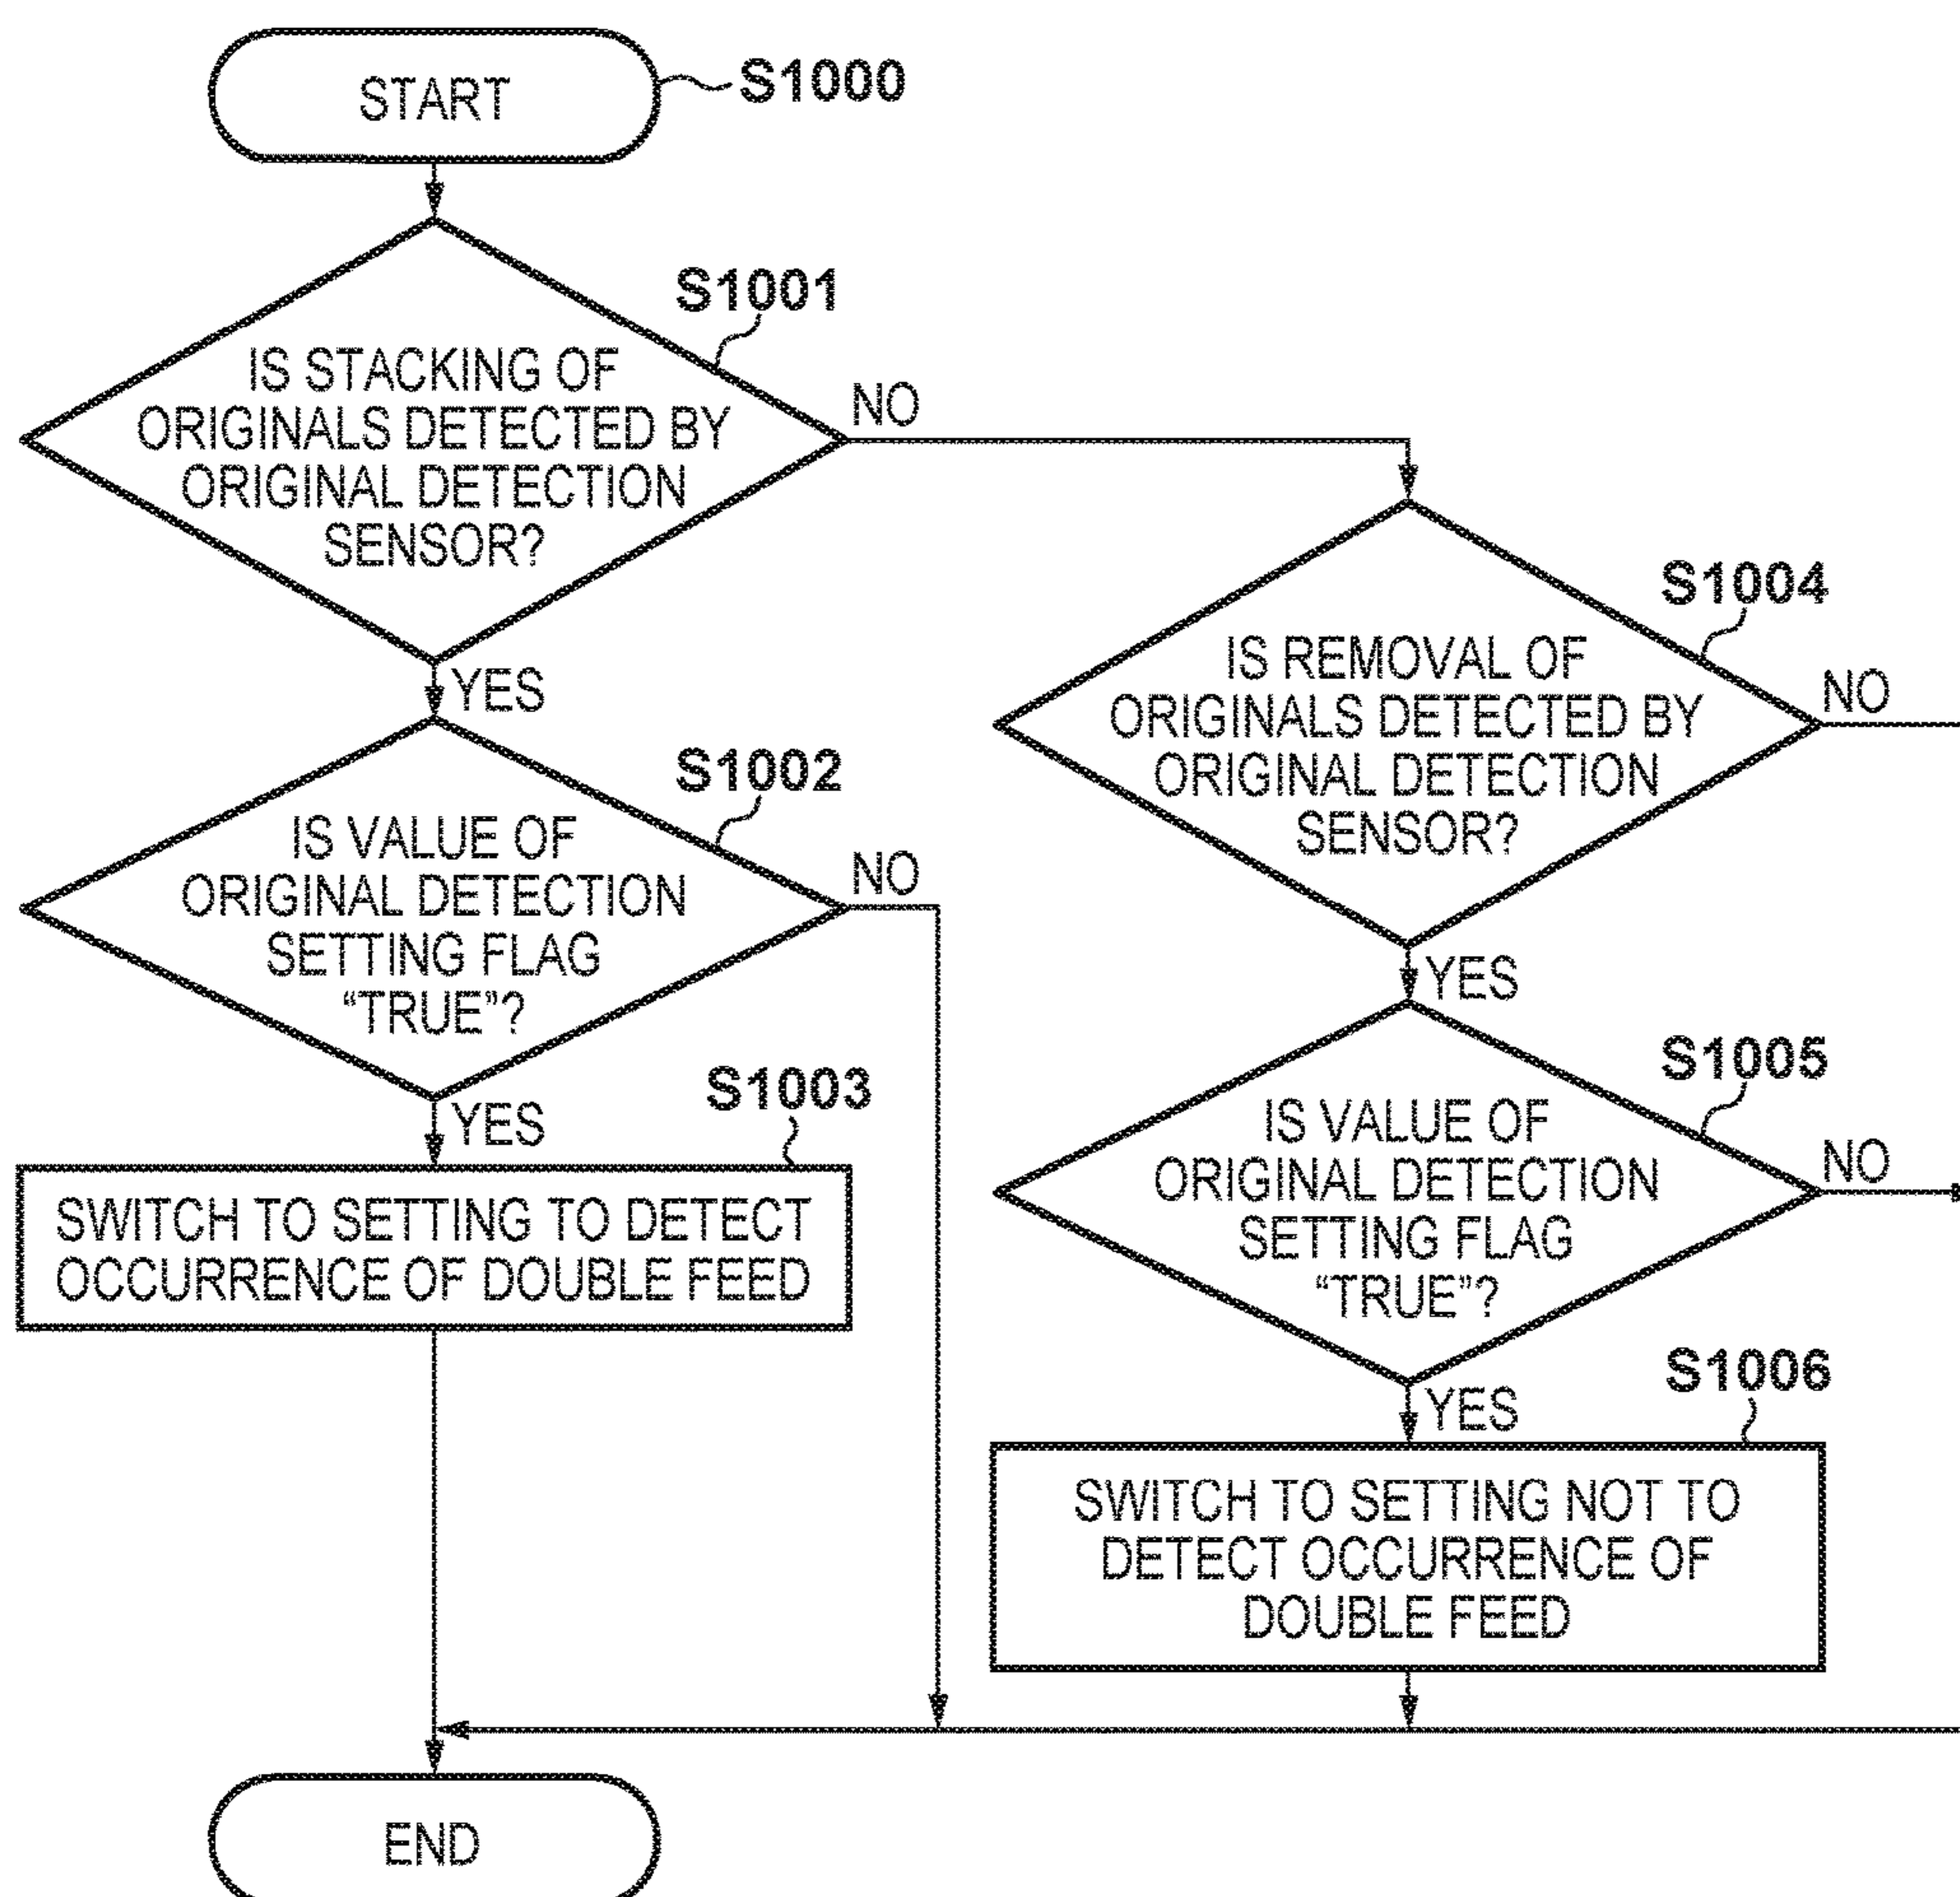 START
S1000
S1001
IS STACKING OF
ORIGINALS DETECTED BY
ORIGINAL DETECTION
SENSOR?
NO
YES
S1002
IS VALUE OF
ORIGINAL DETECTION
SETTING FLAG
“TRUE”?
NO
YES
S1003
SWITCH TO SETTING TO DETECT
OCCURRENCE OF DOUBLE FEED
S1004
IS REMOVAL OF
ORIGINALS DETECTED BY
ORIGINAL DETECTION
SENSOR?
NO
YES
S1005
IS VALUE OF
ORIGINAL DETECTION
SETTING FLAG
“TRUE”?
NO
YES
S1006
SWITCH TO SETTING NOT TO
DETECT OCCURRENCE OF
DOUBLE FEED
END